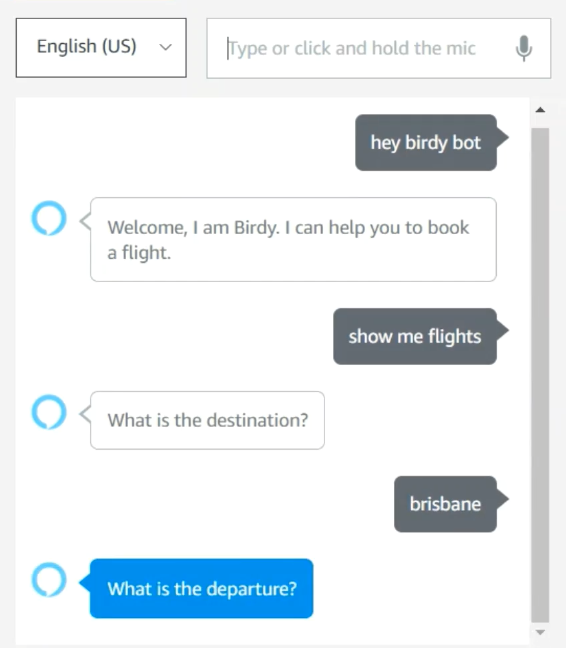 English (US)
Type or click and hold the mic
hey birdy bot
Welcome, I am Birdy. I can help you to book
a flight.
show me flights
What is the destination?
brisbane
What is the departure?